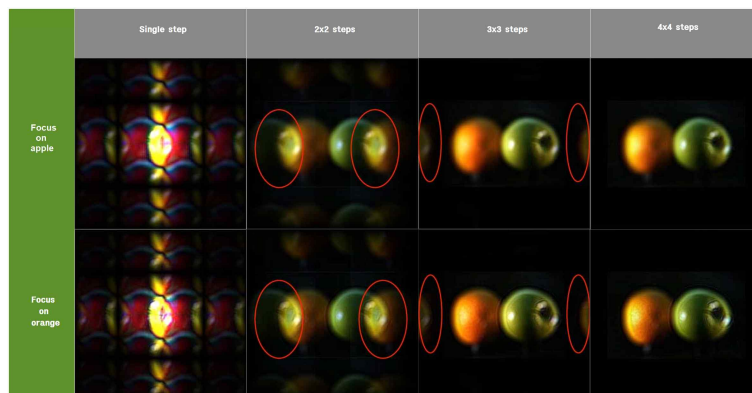 Single step
2x2 steps
3x3 steps
4x4 steps
Focus
on
apple
Focus
on
orange